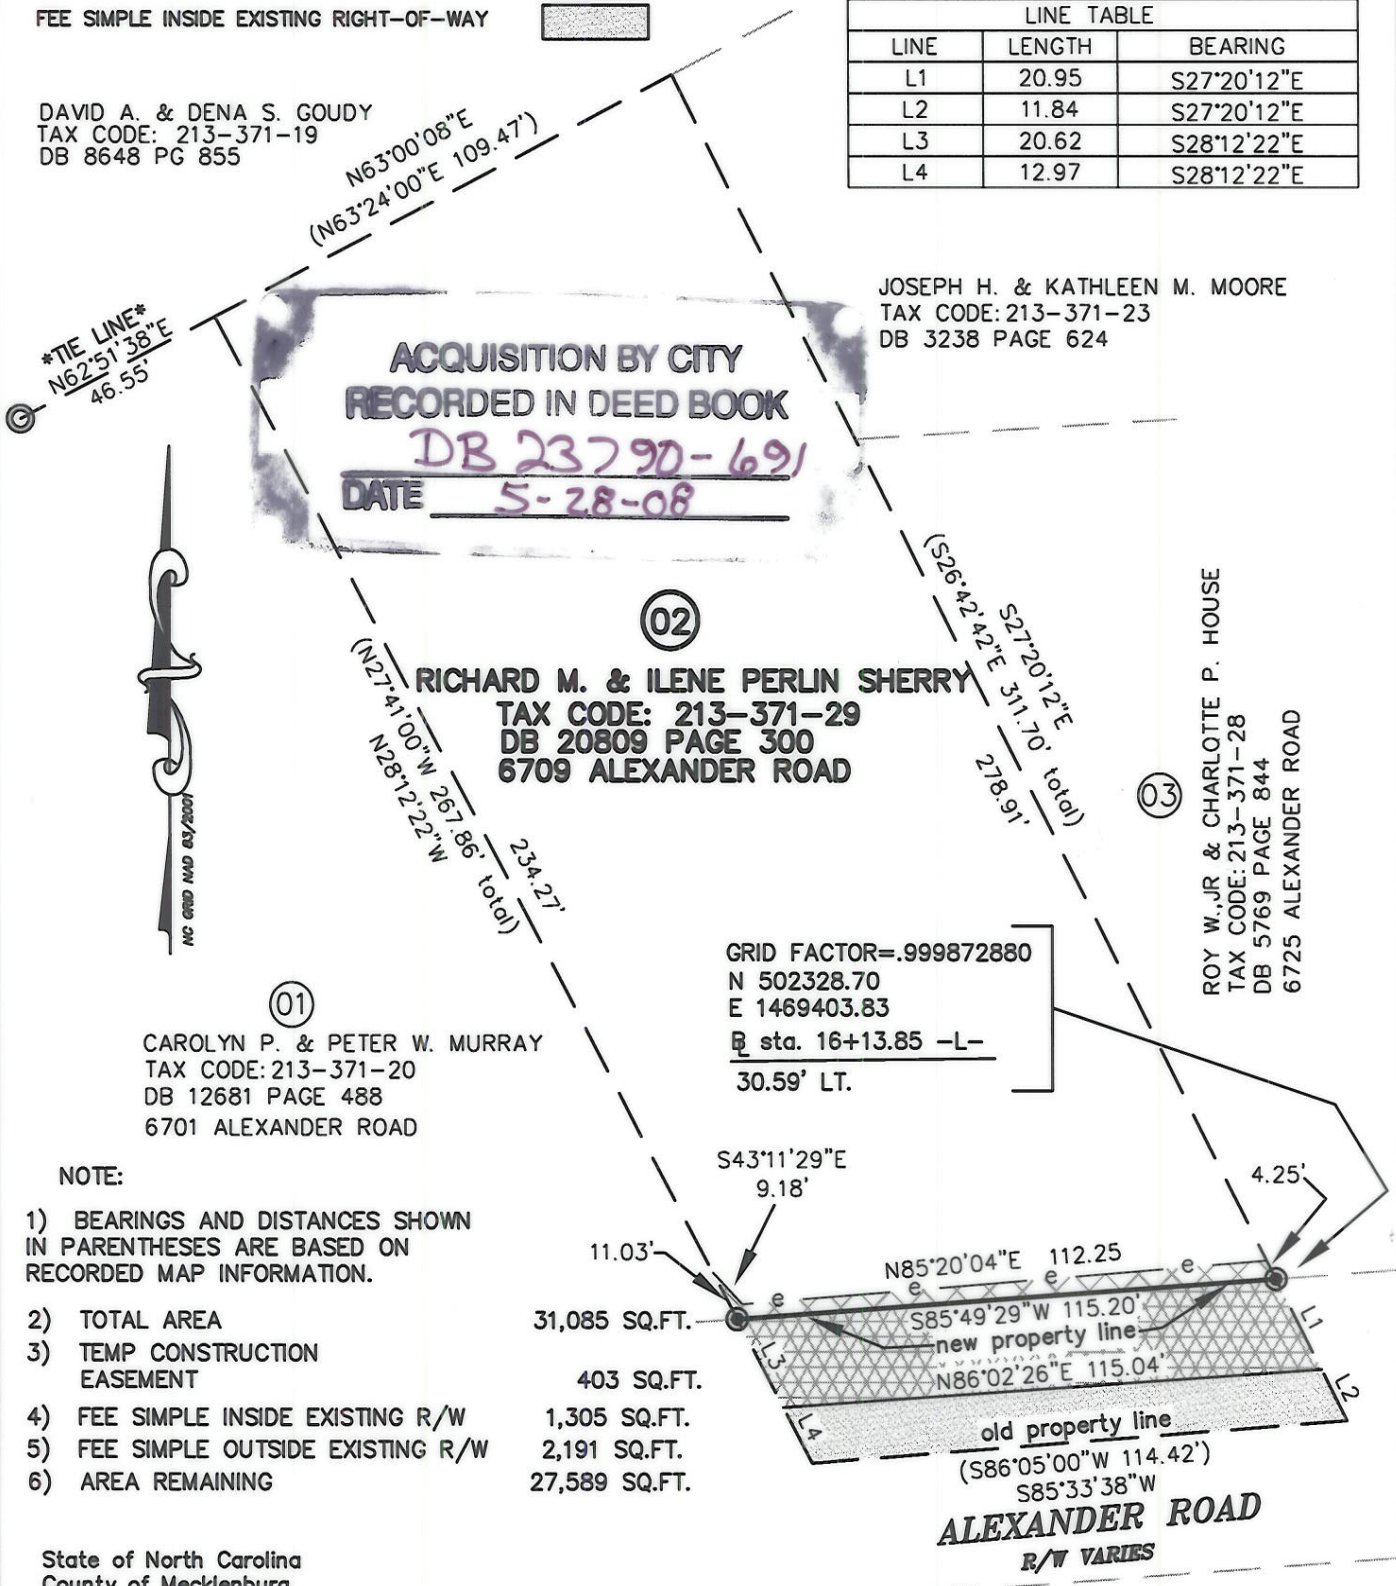 FEE SIMPLE INSIDE EXISTING RIGHT-OF-WAY
LINE TABLE
LINE LENGTH BEARING
L1 20.95 S27°20'12"E
L2 11.84 S27°20'12"E
L3 20.62 S28°12'22"E
L4 12.97 S28°12'22"E
DAVID A. & DENA S. GOUDY
TAX CODE: 213-371-19
DB 8648 PG 855
N63°00'08"E
(N63°24'00"E 109.47')
*TIE LINE*
N62°51'38"E
46.55'
JOSEPH H. & KATHLEEN M. MOORE
TAX CODE: 213-371-23
DB 3238 PAGE 624
ACQUISITION BY CITY
RECORDED IN DEED BOOK
DB 23790-691
DATE 5-28-08
NC GRID NAD 83/2001
02
RICHARD M. & ILENE PERLIN SHERRY
TAX CODE: 213-371-29
DB 20809 PAGE 300
6709 ALEXANDER ROAD
(N27°41'00"W 267.86' total)
N28°12'22"W
234.27'
S27°20'12"E
(S26°42'42"E 311.70' total)
278.91'
03
ROY W.,JR & CHARLOTTE P. HOUSE
TAX CODE: 213-371-28
DB 5769 PAGE 844
6725 ALEXANDER ROAD
GRID FACTOR=.999872880
N 502328.70
E 1469403.83
BL sta. 16+13.85 -L-
30.59' LT.
01
CAROLYN P. & PETER W. MURRAY
TAX CODE: 213-371-20
DB 12681 PAGE 488
6701 ALEXANDER ROAD
NOTE:
1) BEARINGS AND DISTANCES SHOWN
IN PARENTHESES ARE BASED ON
RECORDED MAP INFORMATION.
2) TOTAL AREA 31,085 SQ.FT.
3) TEMP CONSTRUCTION
EASEMENT 403 SQ.FT.
4) FEE SIMPLE INSIDE EXISTING R/W 1,305 SQ.FT.
5) FEE SIMPLE OUTSIDE EXISTING R/W 2,191 SQ.FT.
6) AREA REMAINING 27,589 SQ.FT.
S43°11'29"E
9.18'
11.03'
4.25'
N85°20'04"E 112.25
e e e e
S85°49'29"W 115.20'
new property line
N86°02'26"E 115.04'
L3
L1
L4
L2
old property line
(S86°05'00"W 114.42')
S85°33'38"W
ALEXANDER ROAD
R/W VARIES
State of North Carolina
County of Mecklenburg